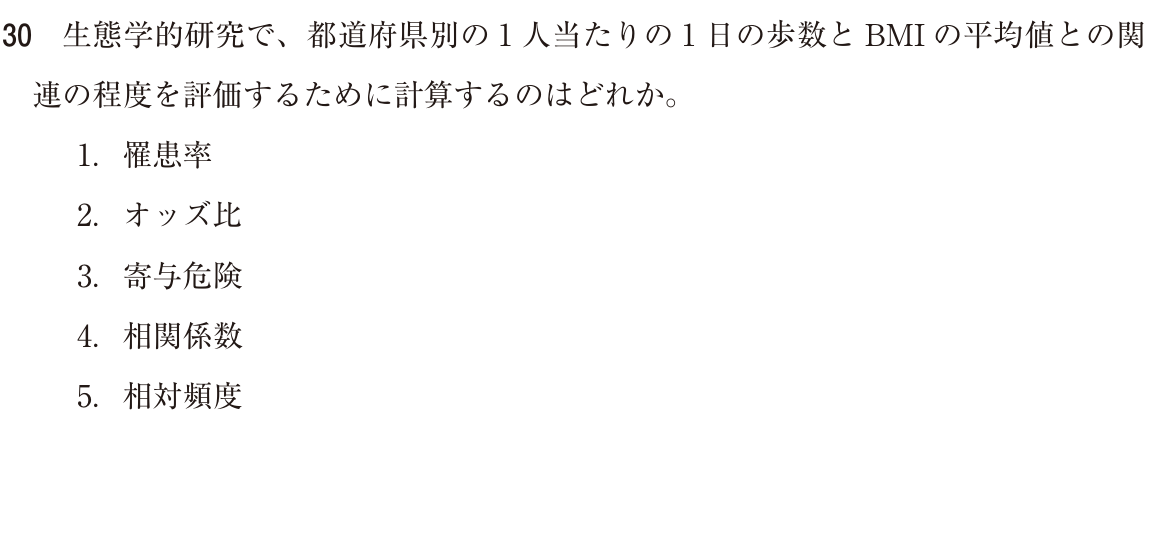 30 生態学的研究で、都道府県別の1人当たりの1日の歩数とBMIの平均値との関
連の程度を評価するために計算するのはどれか。
1. 罹患率
2. オッズ比
3. 寄与危険
4. 相関係数
5. 相対頻度